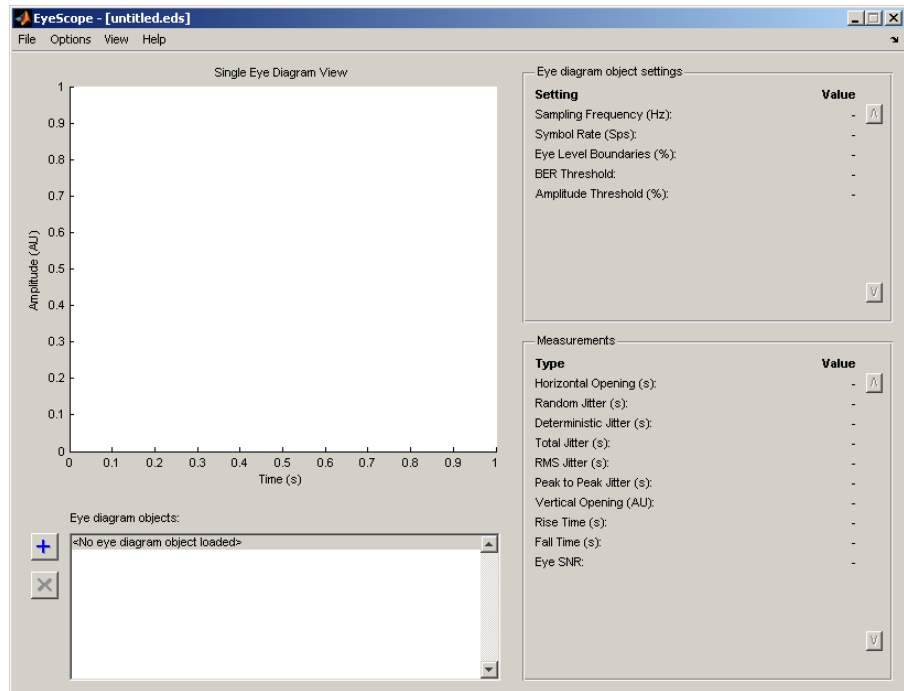 EyeScope - [untitled.eds]
File Options View Help
Single Eye Diagram View
1
0.9
0.8
0.7
0.6
0.5
0.4
0.3
0.2
0.1
0
Amplitude (AU)
0 0.1 0.2 0.3 0.4 0.5 0.6 0.7 0.8 0.9 1
Time (s)
Eye diagram objects:
<No eye diagram object loaded>
Eye diagram object settings
Setting Value
Sampling Frequency (Hz): -
Symbol Rate (Sps): -
Eye Level Boundaries (%): -
BER Threshold: -
Amplitude Threshold (%): -
Measurements
Type Value
Horizontal Opening (s): -
Random Jitter (s): -
Deterministic Jitter (s): -
Total Jitter (s): -
RMS Jitter (s): -
Peak to Peak Jitter (s): -
Vertical Opening (AU): -
Rise Time (s): -
Fall Time (s): -
Eye SNR: -